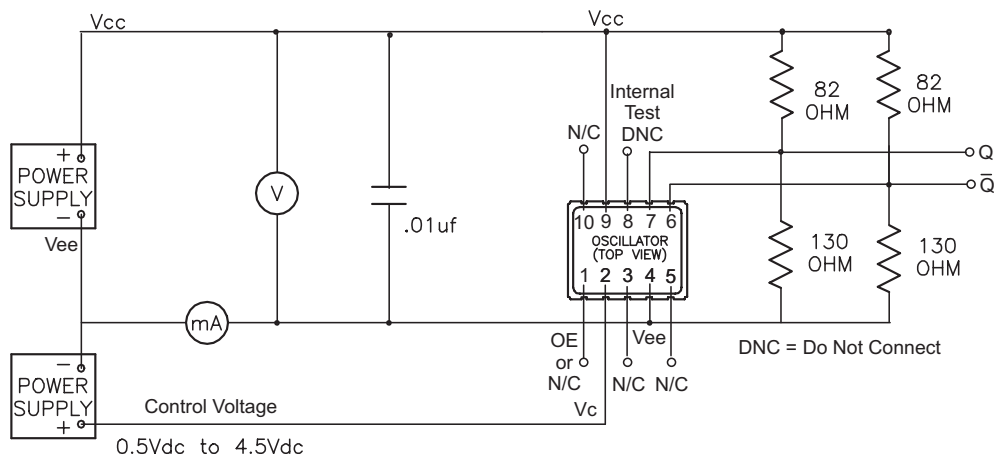 Vcc
Vcc
Internal
Test
DNC
N/C
82
OHM
82
OHM
+
POWER
SUPPLY
-
Vee
V
.01uf
Q
Q̅
10 9 8 7 6
OSCILLATOR
(TOP VIEW)
1 2 3 4 5
130
OHM
130
OHM
mA
OE
or
N/C
N/C
N/C
Vee
DNC = Do Not Connect
-
POWER
SUPPLY
+
Control Voltage
Vc
0.5Vdc to 4.5Vdc